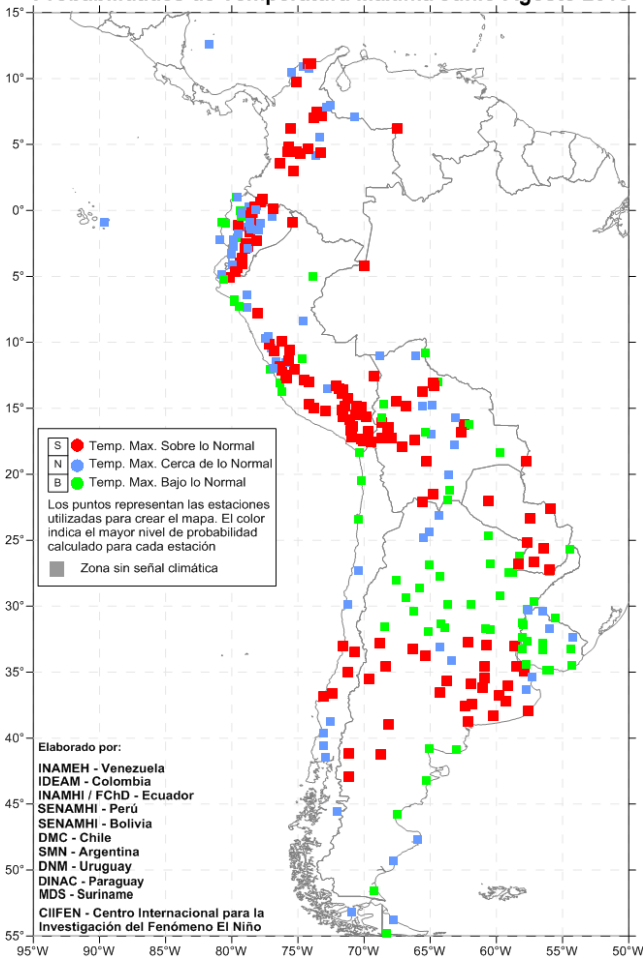 15°
10°
5°
0°
5°
10°
15°
20°
25°
30°
35°
40°
45°
50°
55°
95°W 90°W 85°W 80°W 75°W 70°W 65°W 60°W 55°W 50°W
S Temp. Max. Sobre lo Normal
N Temp. Max. Cerca de lo Normal
B Temp. Max. Bajo lo Normal
Los puntos representan las estaciones
utilizadas para crear el mapa. El color
indica el mayor nivel de probabilidad
calculado para cada estación
Zona sin señal climática
Elaborado por:
INAMEH - Venezuela
IDEAM - Colombia
INAMHI / FChD - Ecuador
SENAMHI - Perú
SENAMHI - Bolivia
DMC - Chile
SMN - Argentina
DNM - Uruguay
DINAC - Paraguay
MDS - Suriname
CIIFEN - Centro Internacional para la
Investigación del Fenómeno El Niño